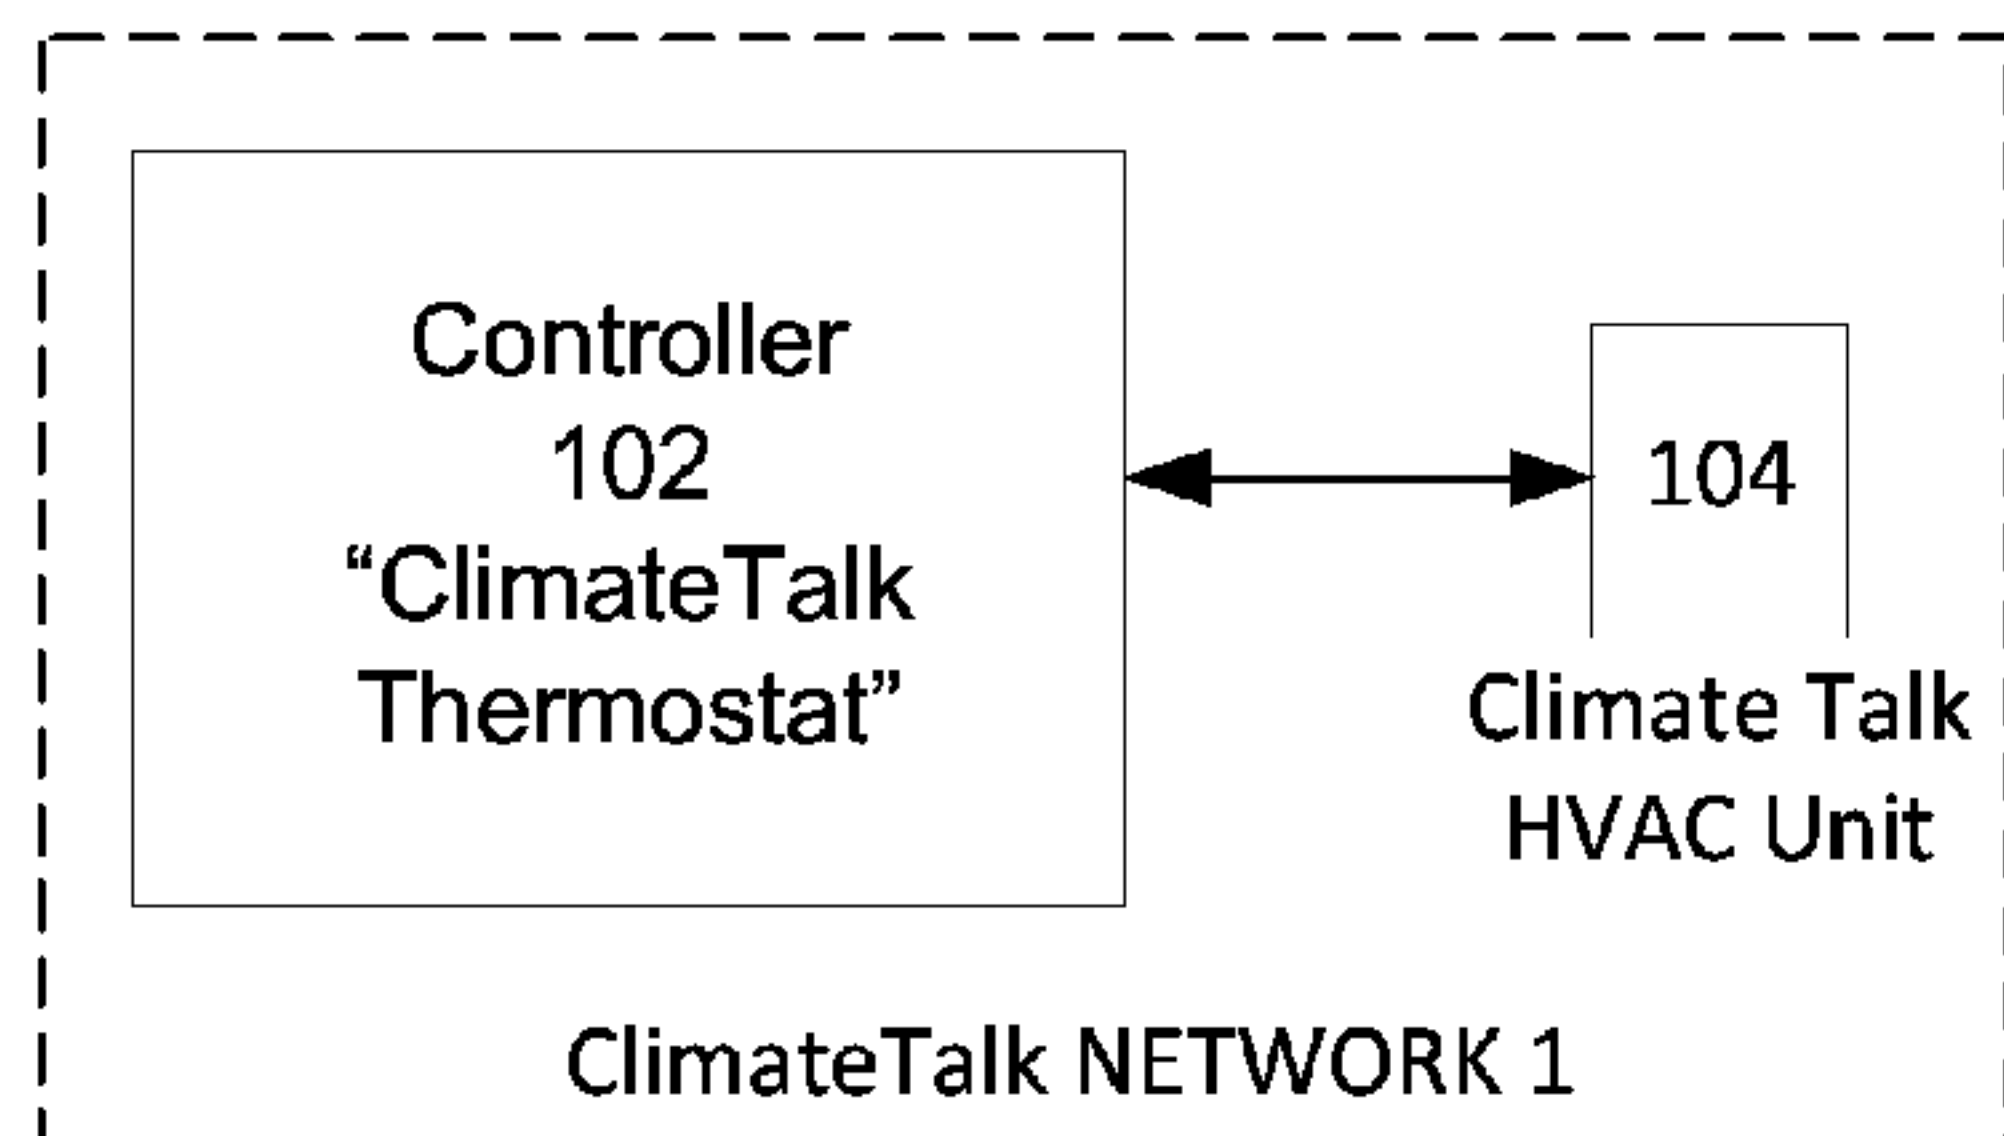 Controller
102
“ClimateTalk
Thermostat”
104
Climate Talk
HVAC Unit
ClimateTalk NETWORK 1